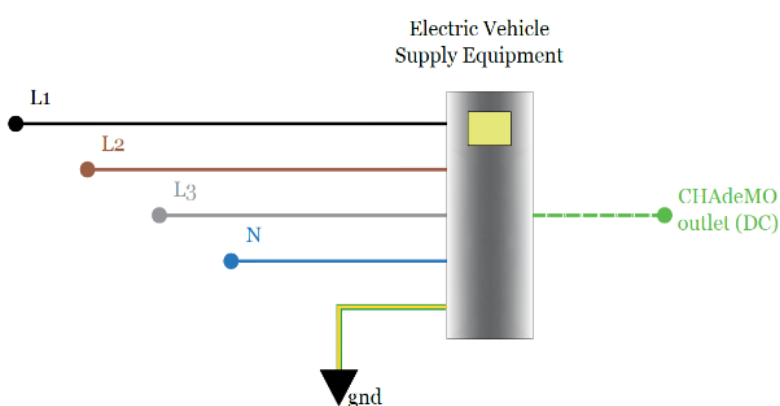 Electric Vehicle
Supply Equipment
L1
L2
L3
N
CHAdeMO
outlet (DC)
gnd